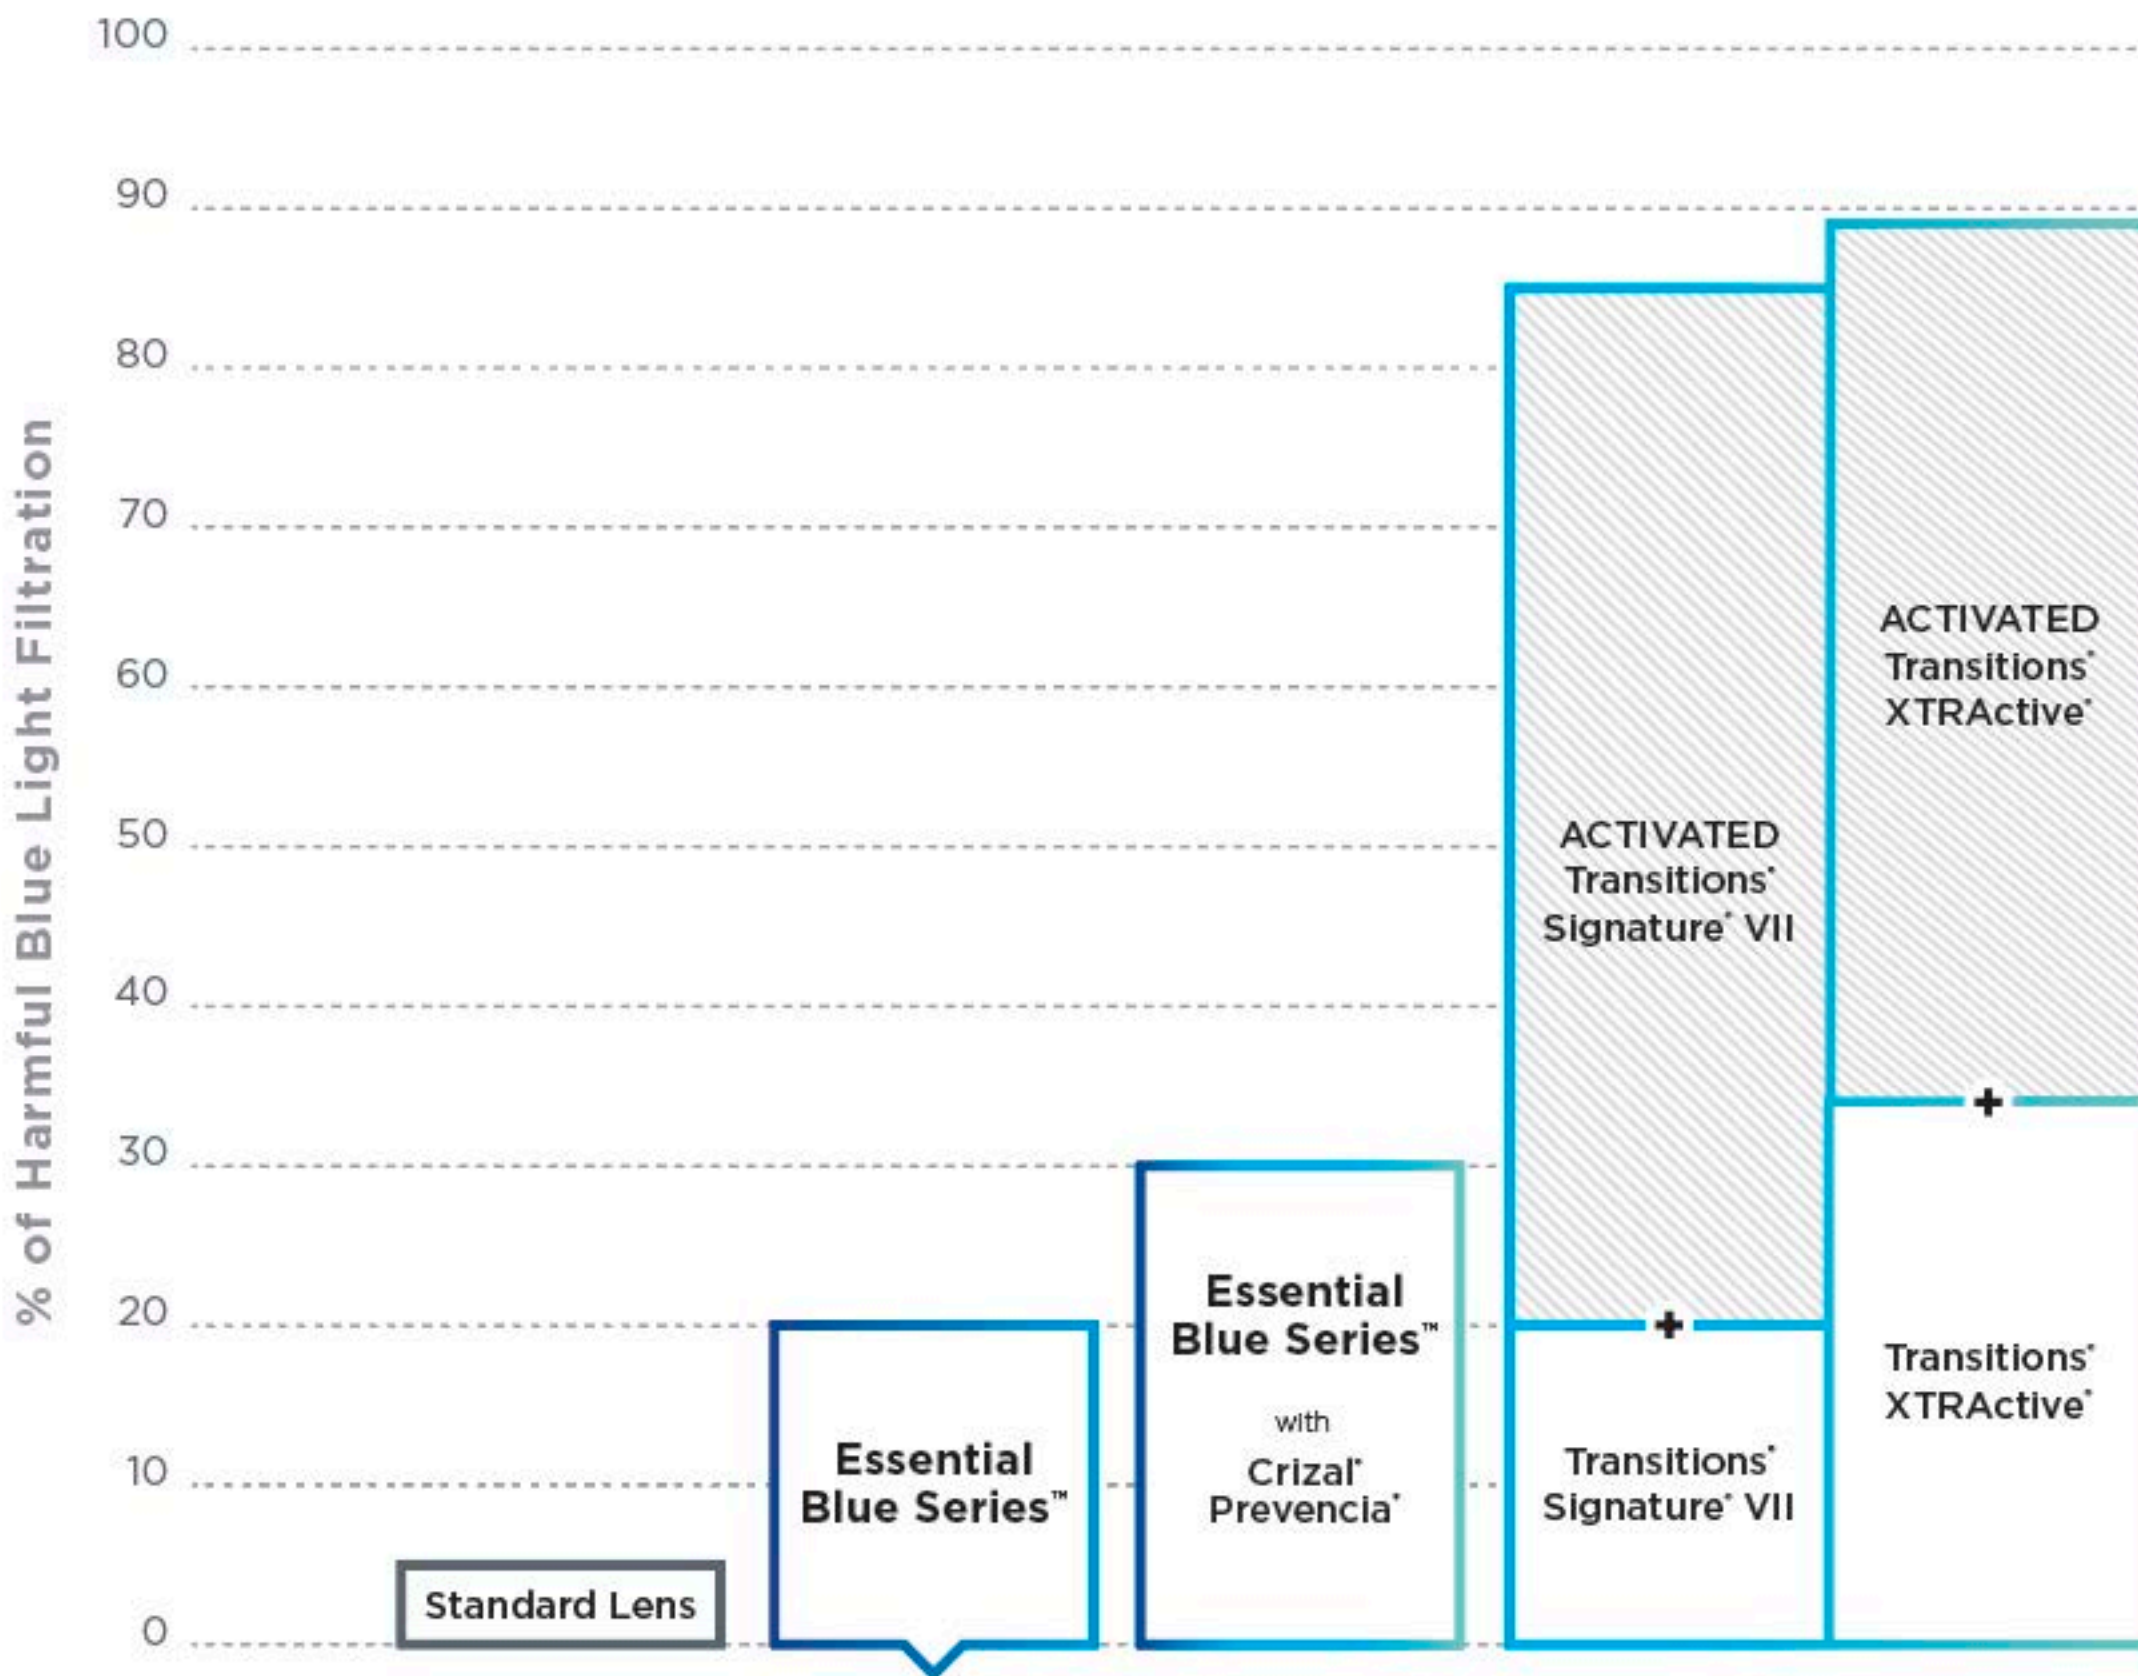 % of Harmful Blue Light Filtration
100
90
80
70
60
50
40
30
20
10
0
Standard Lens
Essential
Blue Series™
Essential
Blue Series™
with
Crizal®
Prevencia®
ACTIVATED
Transitions®
Signature® VII
+
Transitions®
Signature® VII
ACTIVATED
Transitions®
XTRActive®
+
Transitions®
XTRActive®